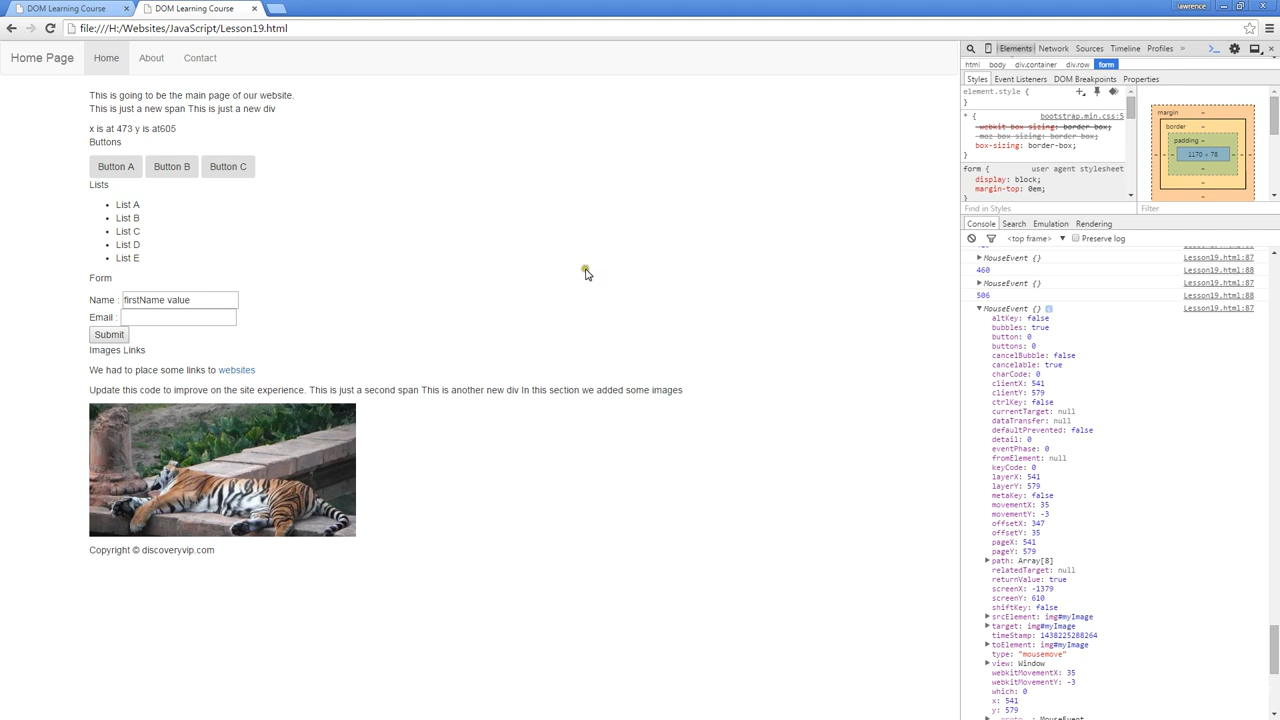 DOM Learning Course
DOM Learning Course
lawrence
file:///H:/Websites/JavaScript/Lesson19.html
Home Page Home About Contact
This is going to be the main page of our website.
This is just a new span This is just a new div
x is at 473 y is at605
Buttons
Button A Button B Button C
Lists
List A
List B
List C
List D
List E
Form
Name : firstName value
Email :
Submit
Images Links
We had to place some links to websites
Update this code to improve on the site experience. This is just a second span This is another new div In this section we added some images
Copyright © discoveryvip.com
Elements Network Sources Timeline Profiles »
html body div.container div.row form
Styles Event Listeners DOM Breakpoints Properties
element.style {
}
* { bootstrap.min.css:5
-webkit-box-sizing: border-box;
-moz-box-sizing: border-box;
box-sizing: border-box;
}
form { user agent stylesheet
display: block;
margin-top: 0em;
}
Find in Styles
margin –
border –
padding –
1170 × 78
Filter
Console Search Emulation Rendering
<top frame> Preserve log
MouseEvent {} Lesson19.html:87
460 Lesson19.html:88
MouseEvent {} Lesson19.html:87
506 Lesson19.html:88
MouseEvent {} Lesson19.html:87
altKey: false
bubbles: true
button: 0
buttons: 0
cancelBubble: false
cancelable: true
charCode: 0
clientX: 541
clientY: 579
ctrlKey: false
currentTarget: null
dataTransfer: null
defaultPrevented: false
detail: 0
eventPhase: 0
fromElement: null
keyCode: 0
layerX: 541
layerY: 579
metaKey: false
movementX: 35
movementY: -3
offsetX: 347
offsetY: 35
pageX: 541
pageY: 579
path: Array[8]
relatedTarget: null
returnValue: true
screenX: -1379
screenY: 610
shiftKey: false
srcElement: img#myImage
target: img#myImage
timeStamp: 1438225288264
toElement: img#myImage
type: "mousemove"
view: Window
webkitMovementX: 35
webkitMovementY: -3
which: 0
x: 541
y: 579